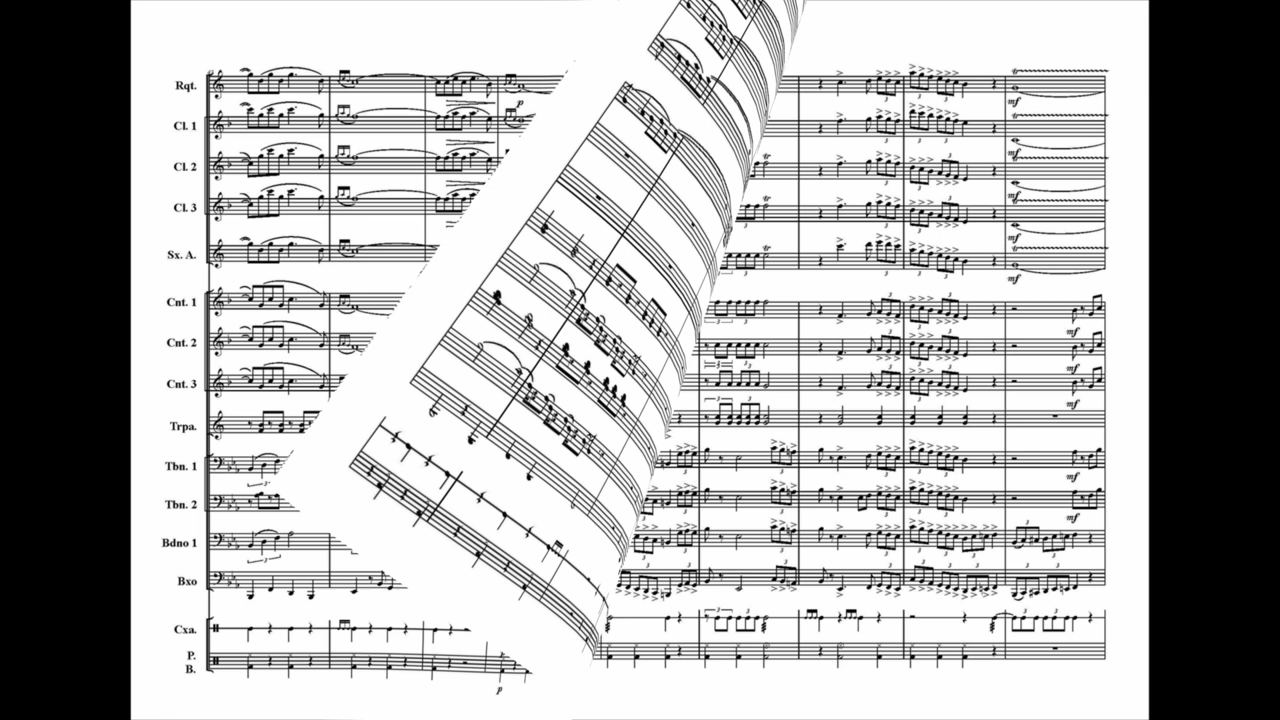 Rqt.
p
mf
Cl. 1
mf
Cl. 2
mf
Cl. 3
mf
Sx. A.
mf
Cnt. 1
mf
Cnt. 2
mf
Cnt. 3
mf
Trpa.
Tbn. 1
mf
Tbn. 2
mf
Bdno 1
Bxo
Cxa.
P.
B.
p